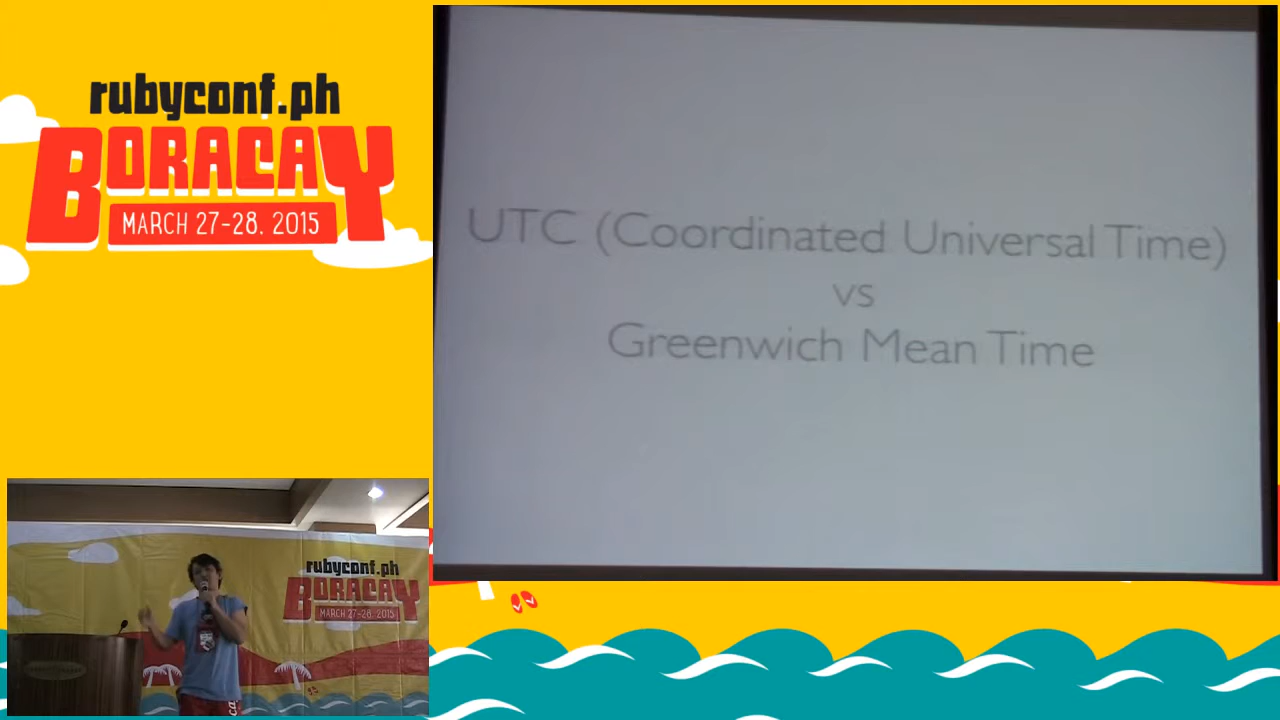 rubyconf.ph
BORACAY
MARCH 27-28, 2015
UTC (Coordinated Universal Time)
vs
Greenwich Mean Time
rubyconf.ph
BORACAY
MARCH 27-28, 2015